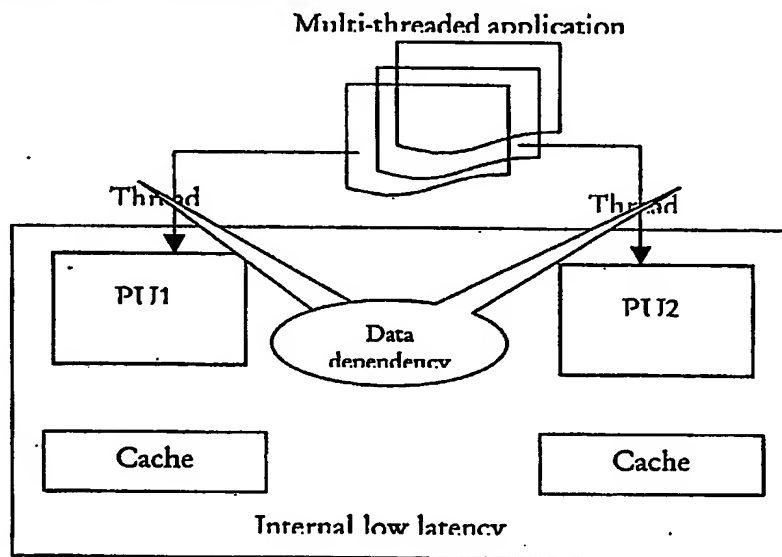 Multi-threaded application
Thread
Thread
PU1
PU2
Data
dependency
Cache
Cache
Internal low latency